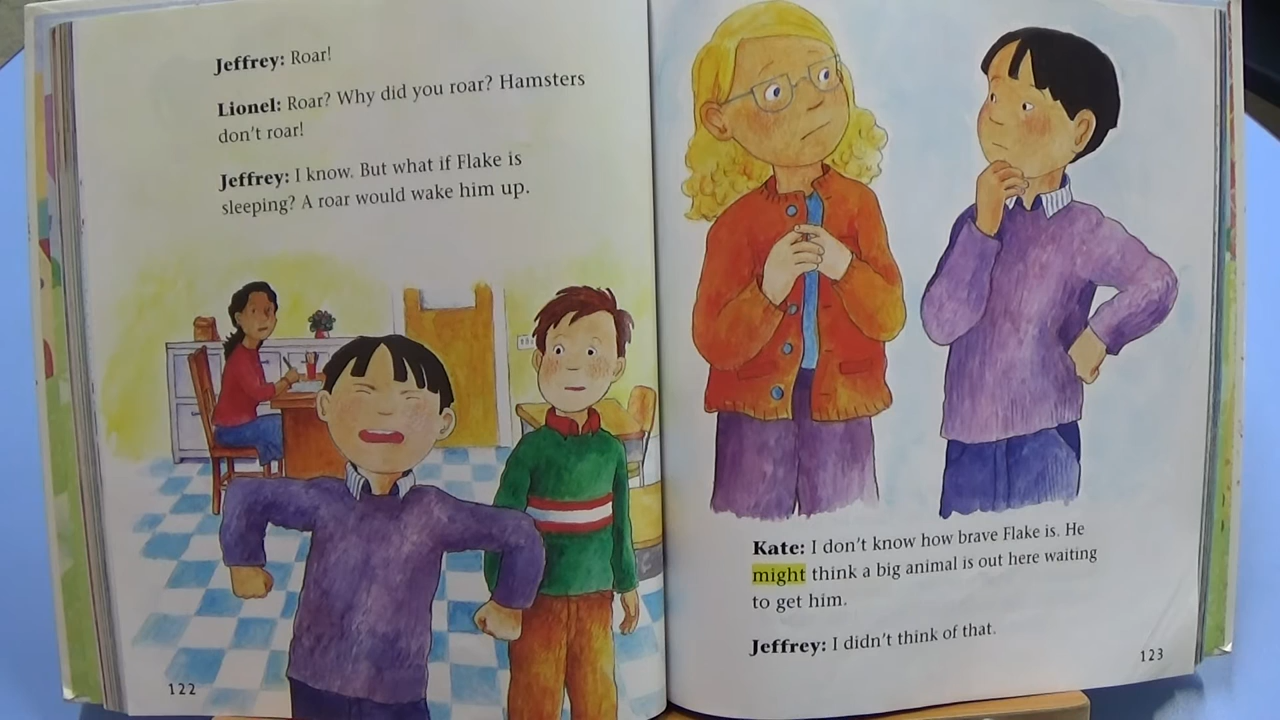 Jeffrey: Roar!
Lionel: Roar? Why did you roar? Hamsters
don't roar!
Jeffrey: I know. But what if Flake is
sleeping? A roar would wake him up.
122
Kate: I don't know how brave Flake is. He
might think a big animal is out here waiting
to get him.
Jeffrey: I didn't think of that.
123